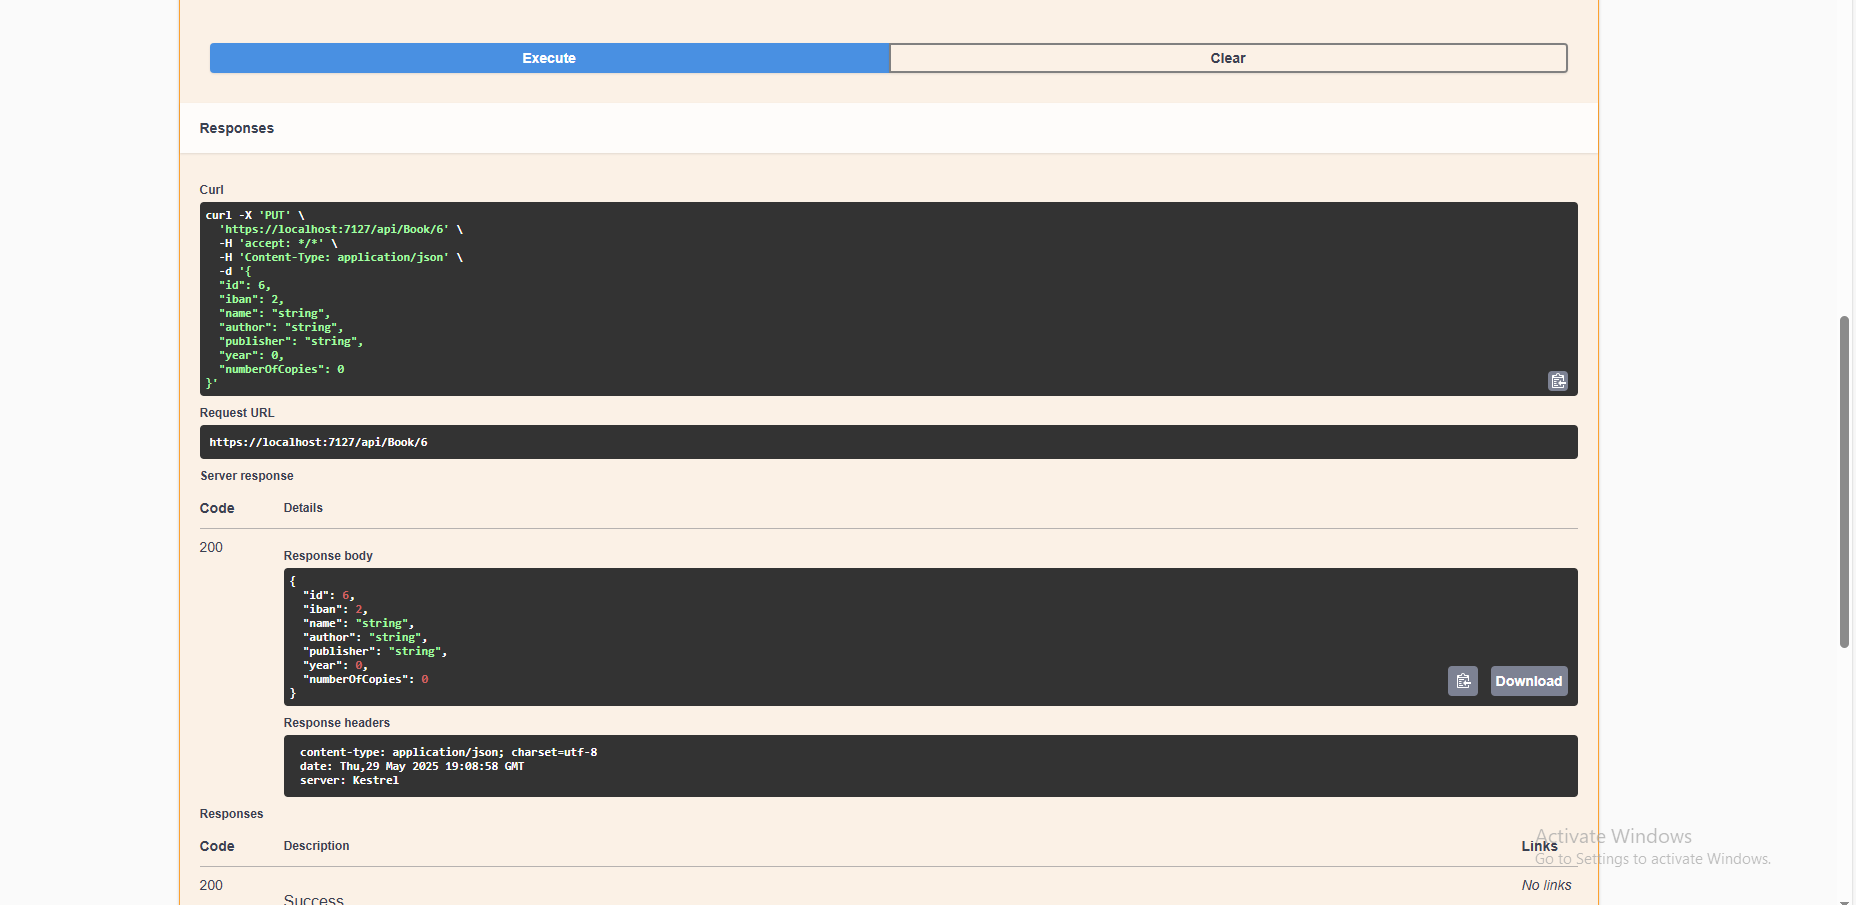 Execute
Clear
Responses
Curl
curl -X 'PUT' \
'https://localhost:7127/api/Book/6' \
-H 'accept: */*' \
-H 'Content-Type: application/json' \
-d '{
"id": 6,
"iban": 2,
"name": "string",
"author": "string",
"publisher": "string",
"year": 0,
"numberOfCopies": 0
}'
Request URL
https://localhost:7127/api/Book/6
Server response
Code Details
200
Response body
{
"id": 6,
"iban": 2,
"name": "string",
"author": "string",
"publisher": "string",
"year": 0,
"numberOfCopies": 0
}
Download
Response headers
content-type: application/json; charset=utf-8
date: Thu,29 May 2025 19:08:58 GMT
server: Kestrel
Responses
Code Description Links
200 No links
Success
Activate Windows
Go to Settings to activate Windows.